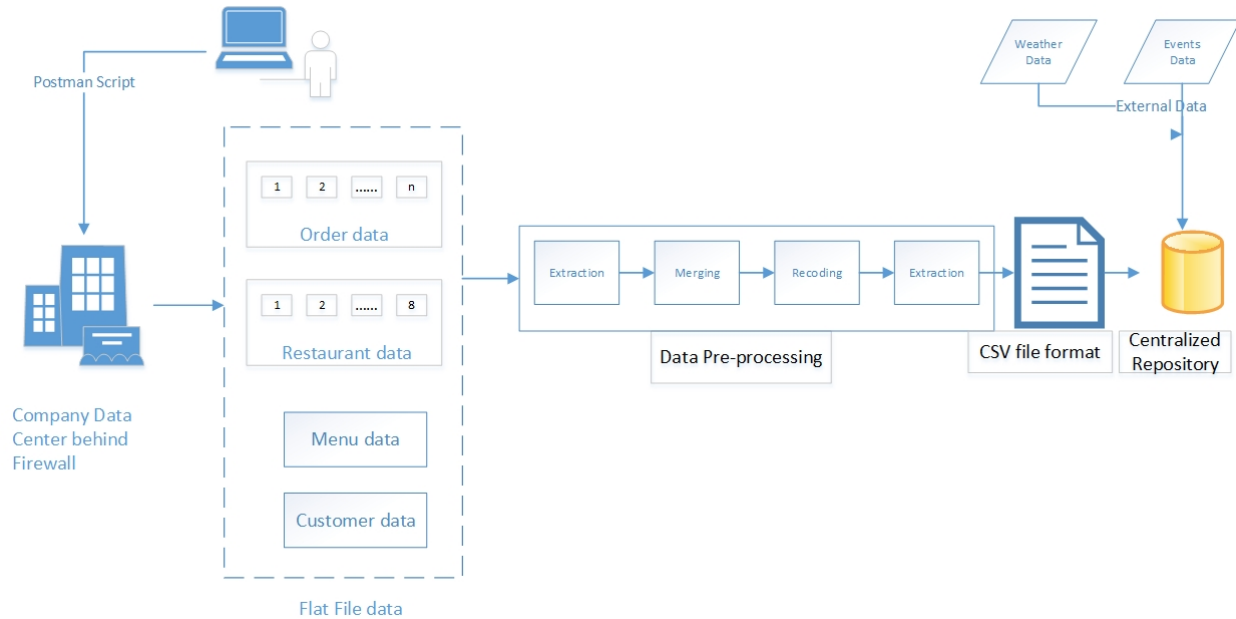 Weather
Data
Events
Data
Postman Script
External Data
1
2
......
n
Order data
Extraction
Merging
Recoding
Extraction
1
2
......
8
Restaurant data
Data Pre-processing
CSV file format
Centralized
Repository
Company Data
Center behind
Firewall
Menu data
Customer data
Flat File data